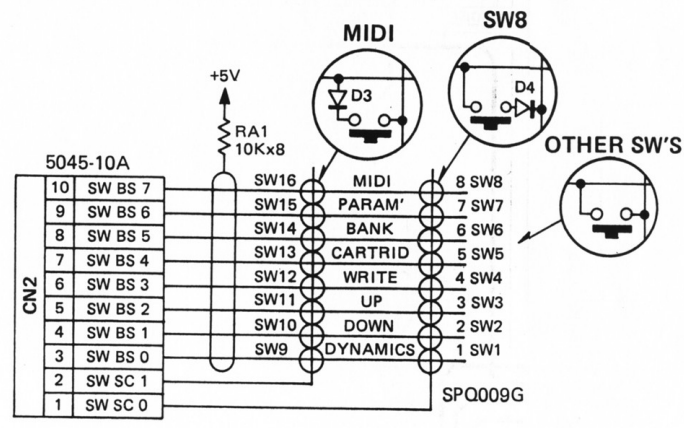 MIDI
SW8
+5V
D3
D4
RA1
10Kx8
OTHER SW'S
5045-10A
CN2
10 SW BS 7 SW16 MIDI 8 SW8
9 SW BS 6 SW15 PARAM' 7 SW7
8 SW BS 5 SW14 BANK 6 SW6
7 SW BS 4 SW13 CARTRID 5 SW5
6 SW BS 3 SW12 WRITE 4 SW4
5 SW BS 2 SW11 UP 3 SW3
4 SW BS 1 SW10 DOWN 2 SW2
3 SW BS 0 SW9 DYNAMICS 1 SW1
2 SW SC 1
1 SW SC 0
SPQ009G